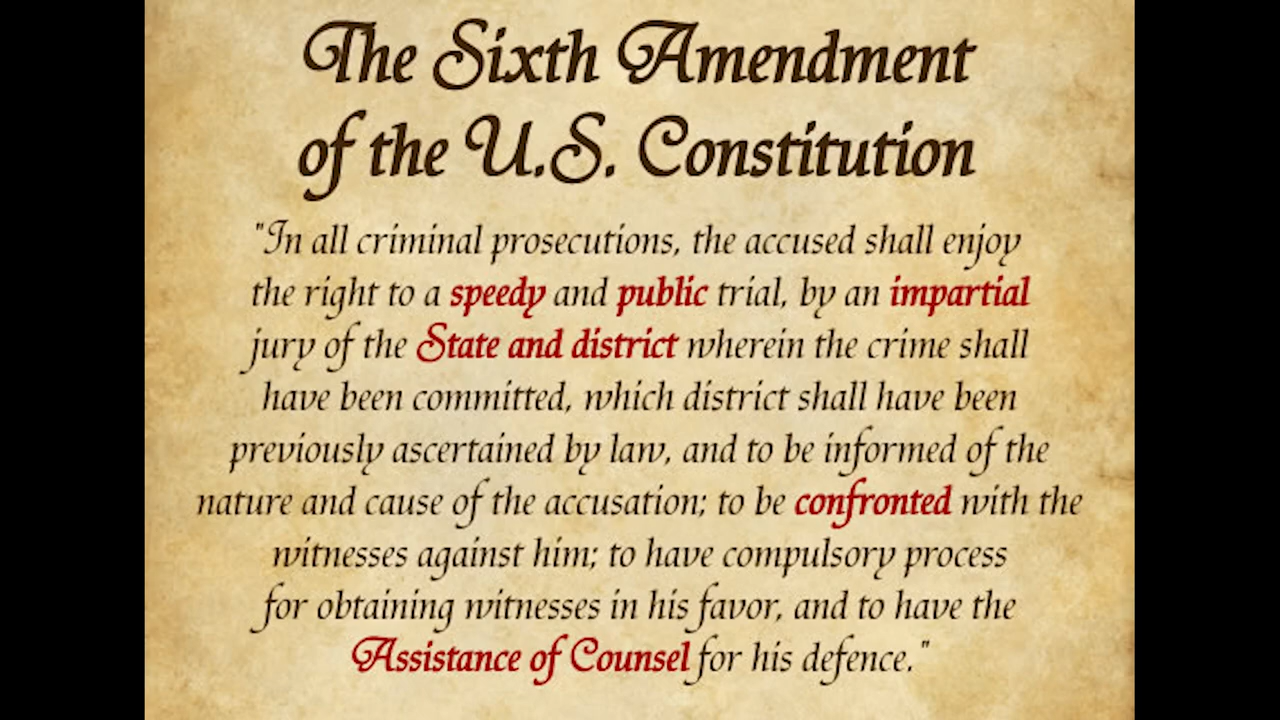 The Sixth Amendment
of the U.S. Constitution
"In all criminal prosecutions, the accused shall enjoy
the right to a speedy and public trial, by an impartial
jury of the State and district wherein the crime shall
have been committed, which district shall have been
previously ascertained by law, and to be informed of the
nature and cause of the accusation; to be confronted with the
witnesses against him; to have compulsory process
for obtaining witnesses in his favor, and to have the
Assistance of Counsel for his defence."